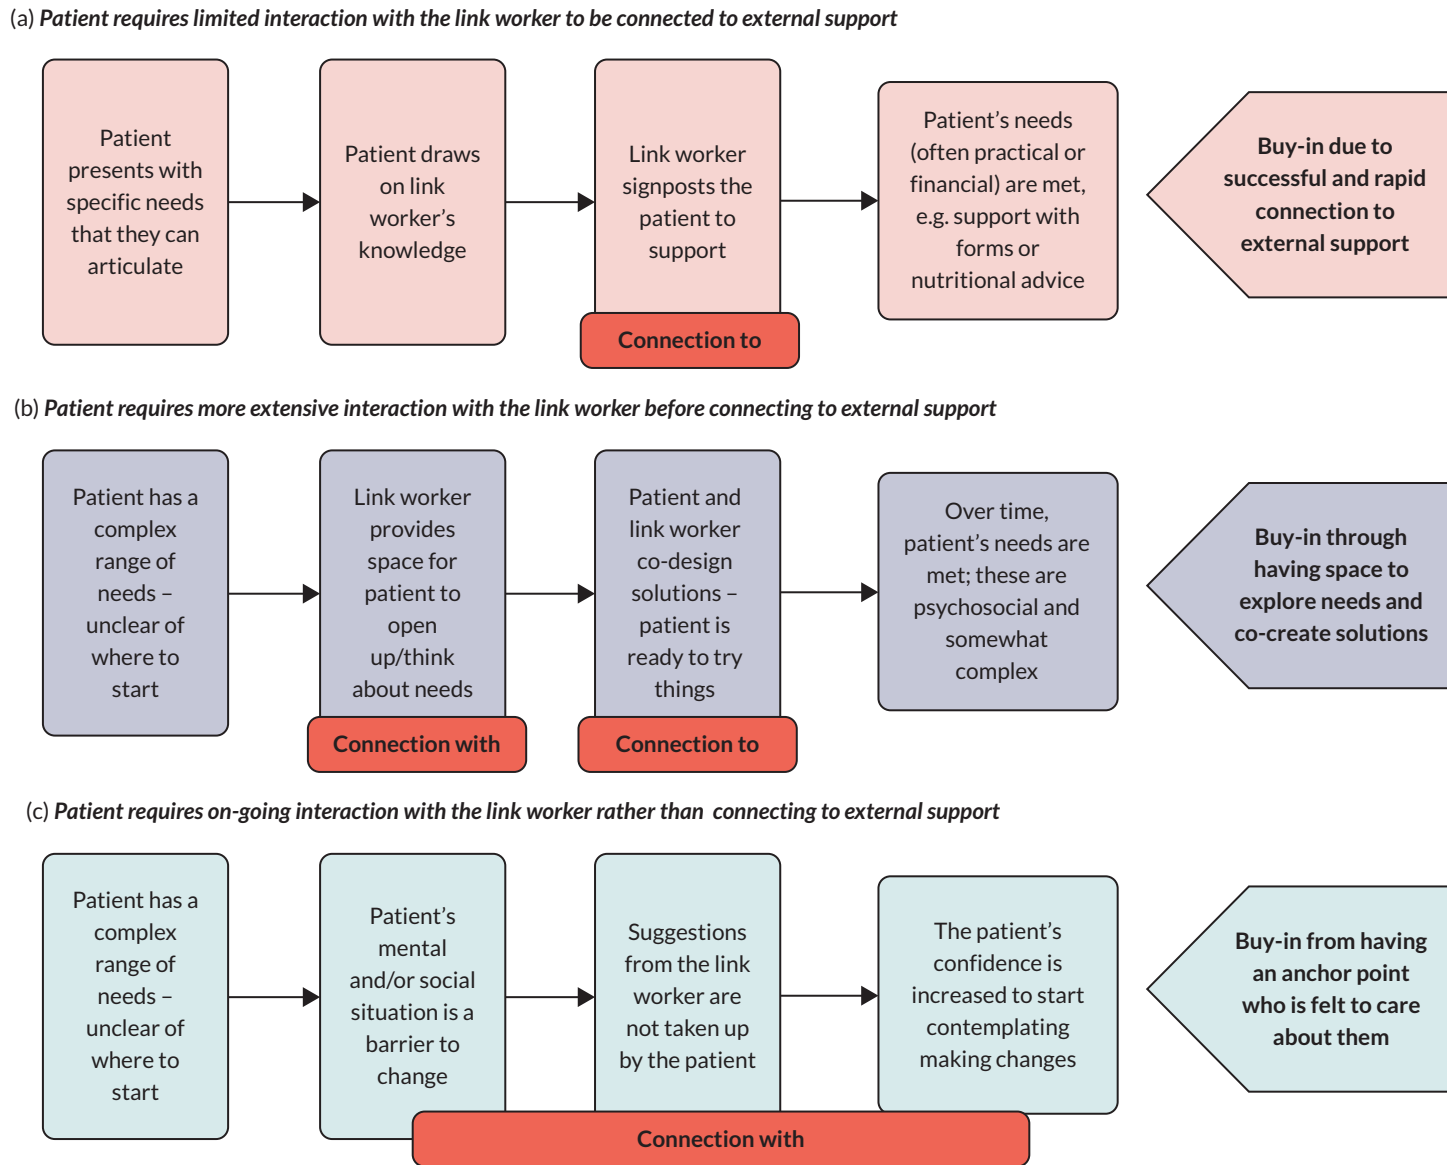 (a) Patient requires limited interaction with the link worker to be connected to external support
Patient
presents with
specific needs
that they can
articulate
Patient draws
on link
worker’s
knowledge
Link worker
signposts the
patient to
support
Connection to
Patient’s needs
(often practical or
financial) are met,
e.g. support with
forms or
nutritional advice
Buy-in due to
successful and rapid
connection to
external support
(b) Patient requires more extensive interaction with the link worker before connecting to external support
Patient has a
complex
range of
needs –
unclear of
where to
start
Link worker
provides
space for
patient to
open
up/think
about needs
Connection with
Patient and
link worker
co-design
solutions –
patient is
ready to try
things
Connection to
Over time,
patient’s needs are
met; these are
psychosocial and
somewhat
complex
Buy-in through
having space to
explore needs and
co-create solutions
(c) Patient requires on-going interaction with the link worker rather than connecting to external support
Patient has a
complex
range of
needs –
unclear of
where to
start
Patient’s
mental
and/or social
situation is a
barrier to
change
Suggestions
from the link
worker are
not taken up
by the patient
The patient’s
confidence is
increased to start
contemplating
making changes
Connection with
Buy-in from having
an anchor point
who is felt to care
about them